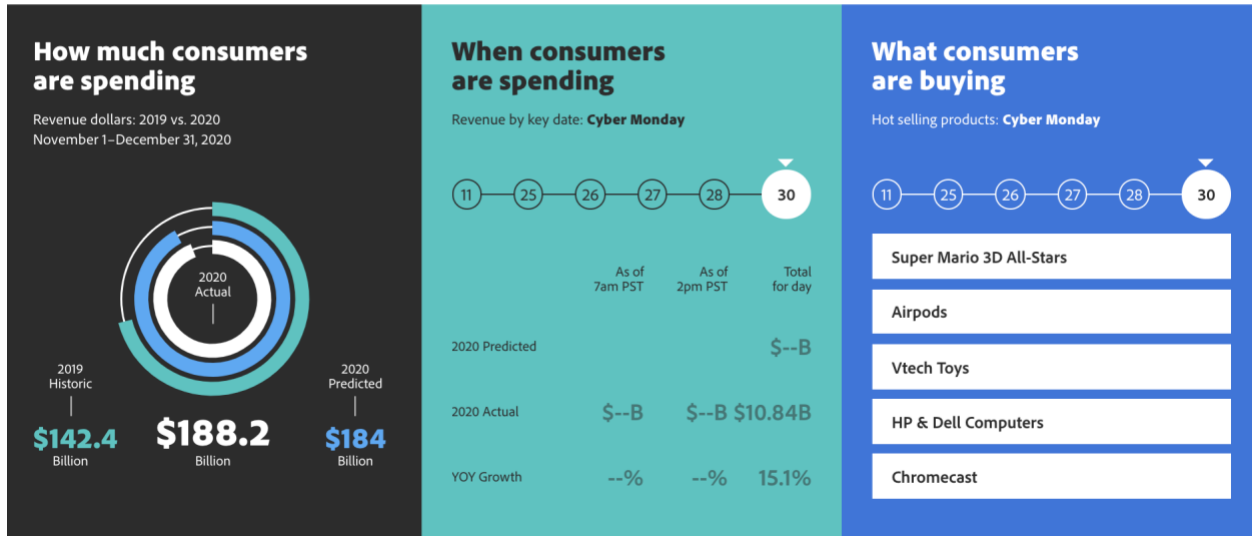 How much consumers
are spending
Revenue dollars: 2019 vs. 2020
November 1–December 31, 2020
2020
Actual
2019
Historic
$142.4
Billion
$188.2
Billion
2020
Predicted
$184
Billion
When consumers
are spending
Revenue by key date: Cyber Monday
11 25 26 27 28 30
As of
7am PST
As of
2pm PST
Total
for day
2020 Predicted $--B
2020 Actual $--B $--B $10.84B
YOY Growth --% --% 15.1%
What consumers
are buying
Hot selling products: Cyber Monday
11 25 26 27 28 30
Super Mario 3D All-Stars
Airpods
Vtech Toys
HP & Dell Computers
Chromecast